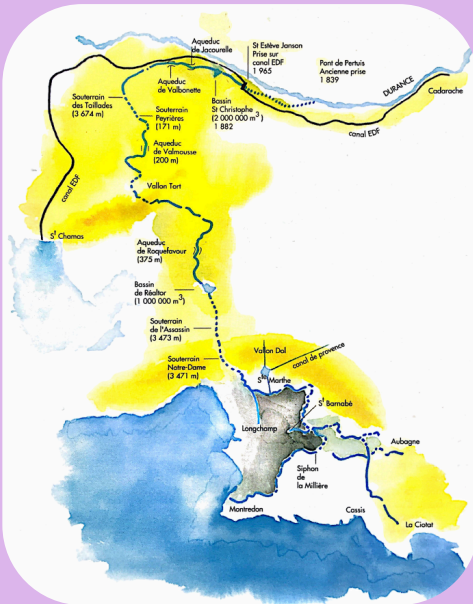 Aqueduc
de Jacourelle
St Estève Janson
Prise sur
canal EDF
1 965
Pont de Pertuis
Ancienne prise
1 839
DURANCE
Cadarache
canal EDF
Aqueduc
de Valbonette
Bassin
St Christophe
(2 000 000 m³)
1 882
Souterrain
des Taillades
(3 674 m)
Souterrain
Peyrières
(171 m)
Aqueduc
de Valmousse
(200 m)
Vallon Tort
canal EDF
Sᵗ Chamas
Aqueduc
de Roquefavour
(375 m)
Bassin
de Réaltor
(1 000 000 m³)
Souterrain
de l'Assassin
(3 473 m)
Souterrain
Notre-Dame
(3 471 m)
Vallon Dol
canal de provence
Sᵗᵉ Marthe
Sᵗ Barnabé
Longchamp
Aubagne
Siphon
de
la Millière
Montredon
Cassis
La Ciotat